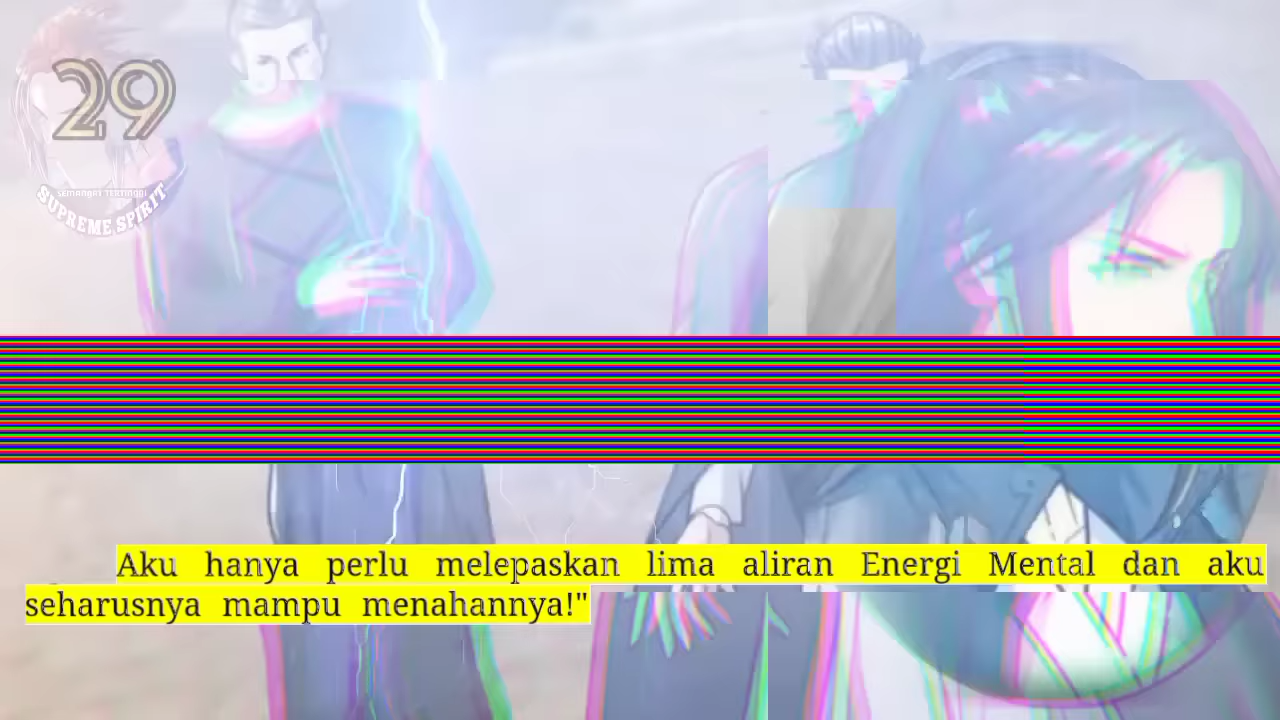 29
SEMANGAT TERTINGGI
SUPREME SPIRIT
Aku hanya perlu melepaskan lima aliran Energi Mental dan aku
seharusnya mampu menahannya!"